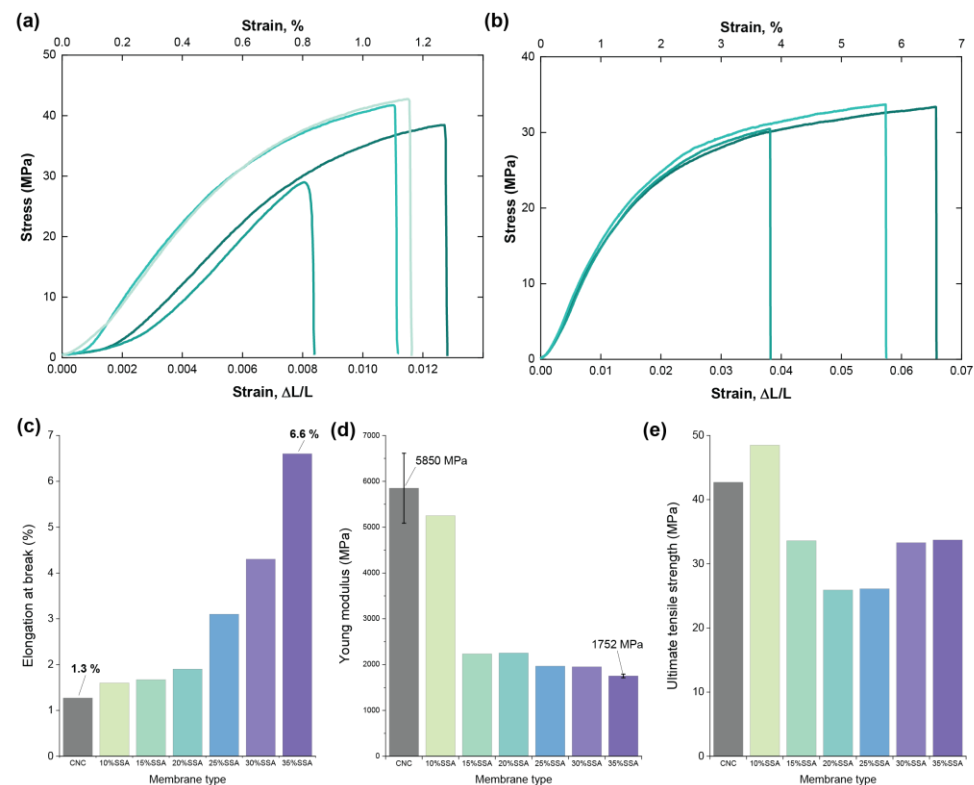 (a)
Strain, %
0.0 0.2 0.4 0.6 0.8 1.0 1.2
50
40
30
20
10
0
Stress (MPa)
0.000 0.002 0.004 0.006 0.008 0.010 0.012
Strain, ΔL/L
(b)
Strain, %
0 1 2 3 4 5 6 7
40
30
20
10
0
Stress (MPa)
0.00 0.01 0.02 0.03 0.04 0.05 0.06 0.07
Strain, ΔL/L
(c)
7
6
5
4
3
2
1
0
Elongation at break (%)
1.3 %
6.6 %
CNC 10%SSA 15%SSA 20%SSA 25%SSA 30%SSA 35%SSA
Membrane type
(d)
7000
6000
5000
4000
3000
2000
1000
0
Young modulus (MPa)
5850 MPa
1752 MPa
CNC 10%SSA 15%SSA 20%SSA 25%SSA 30%SSA 35%SSA
Membrane type
(e)
50
40
30
20
10
0
Ultimate tensile strength (MPa)
CNC 10%SSA 15%SSA 20%SSA 25%SSA 30%SSA 35%SSA
Membrane type